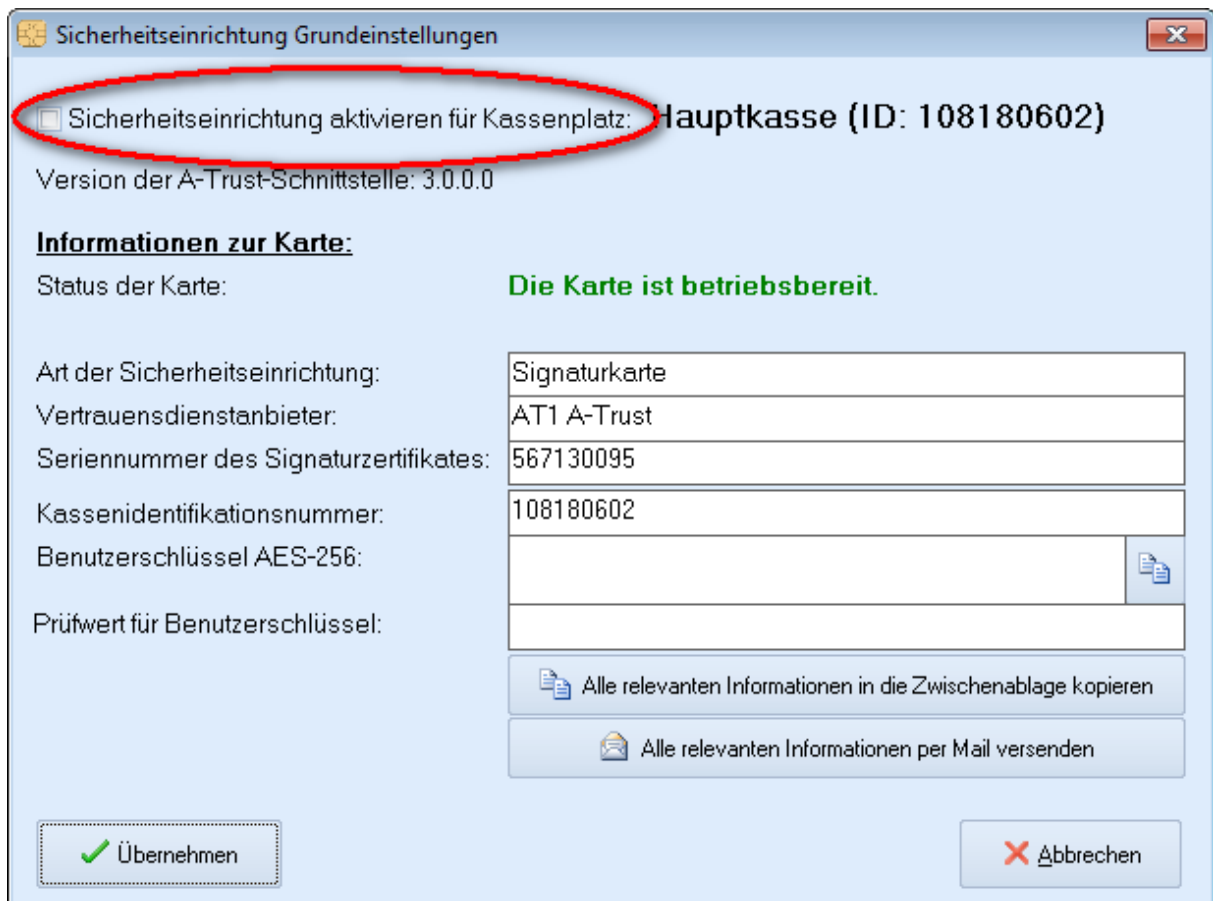 Sicherheitseinrichtung Grundeinstellungen
Sicherheitseinrichtung aktivieren für Kassenplatz: Hauptkasse (ID: 108180602)
Version der A-Trust-Schnittstelle: 3.0.0.0
Informationen zur Karte:
Status der Karte: Die Karte ist betriebsbereit.
Art der Sicherheitseinrichtung: Signaturkarte
Vertrauensdienstanbieter: AT1 A-Trust
Seriennummer des Signaturzertifikates: 567130095
Kassenidentifikationsnummer: 108180602
Benutzerschlüssel AES-256:
Prüfwert für Benutzerschlüssel:
Alle relevanten Informationen in die Zwischenablage kopieren
Alle relevanten Informationen per Mail versenden
Übernehmen Abbrechen